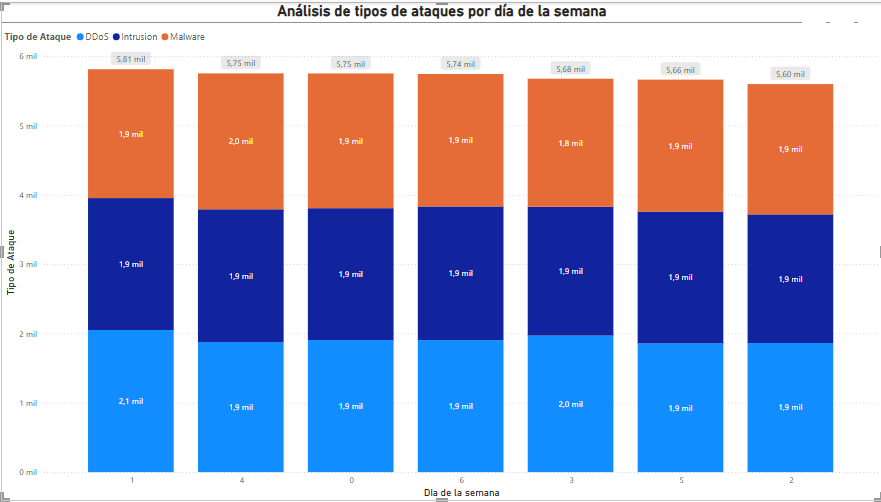 Análisis de tipos de ataques por día de la semana
Tipo de Ataque DDoS Intrusion Malware
6 mil
5 mil
4 mil
3 mil
2 mil
1 mil
0 mil
Tipo de Ataque
5,81 mil 5,75 mil 5,75 mil 5,74 mil 5,68 mil 5,66 mil 5,60 mil
1,9 mil 2,0 mil 1,9 mil 1,9 mil 1,8 mil 1,9 mil 1,9 mil
1,9 mil 1,9 mil 1,9 mil 1,9 mil 1,9 mil 1,9 mil 1,9 mil
2,1 mil 1,9 mil 1,9 mil 1,9 mil 2,0 mil 1,9 mil 1,9 mil
1 4 0 6 3 5 2
DIa de la semana